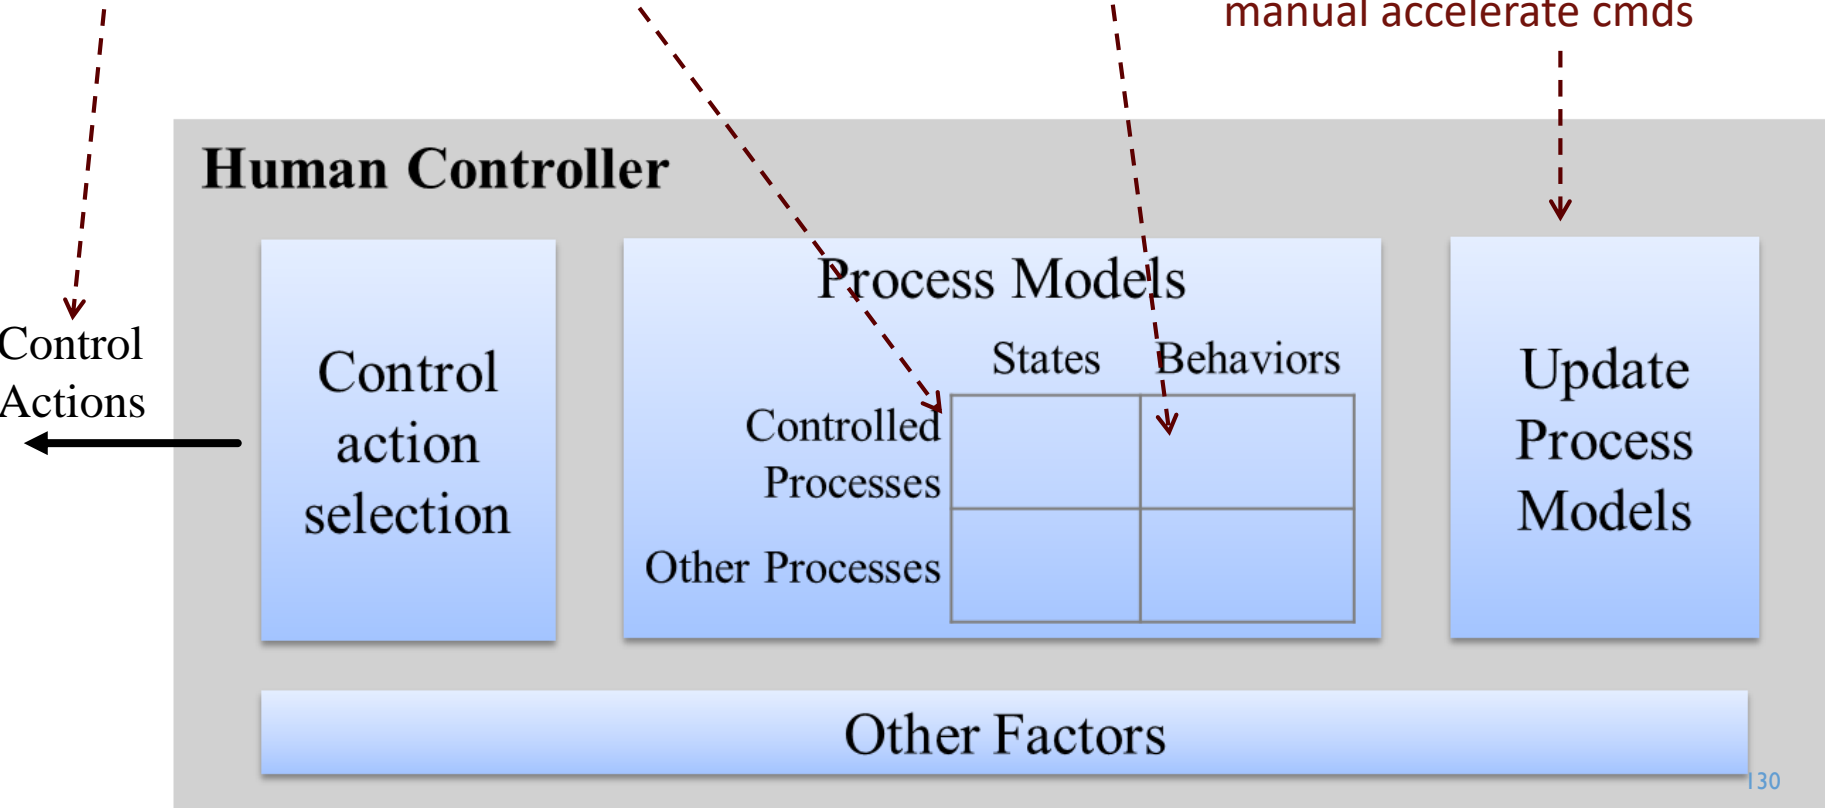 manual accelerate cmds
Human Controller
Control
Actions
Control
action
selection
Process Models
States Behaviors
Controlled
Processes
Other Processes
Update
Process
Models
Other Factors
130